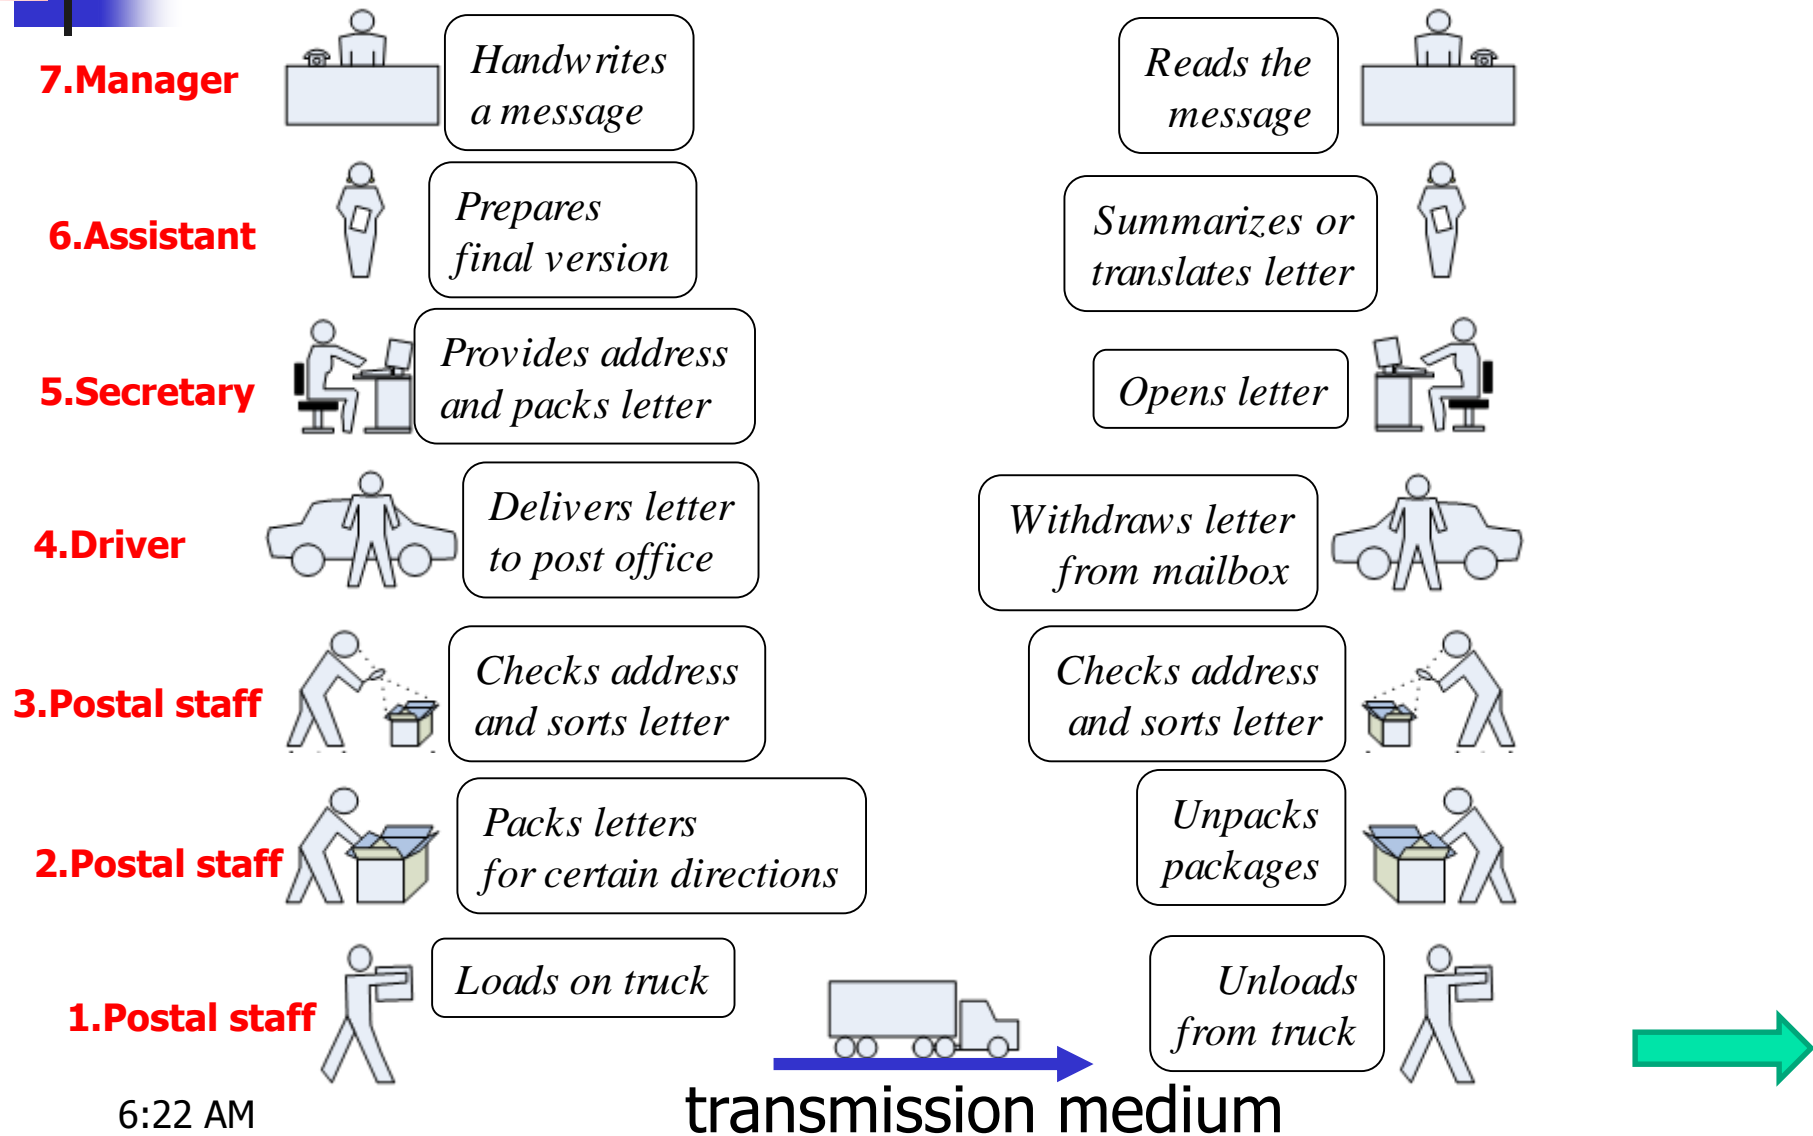 7.Manager
Handwrites
a message
Reads the
message
6.Assistant
Prepares
final version
Summarizes or
translates letter
5.Secretary
Provides address
and packs letter
Opens letter
4.Driver
Delivers letter
to post office
Withdraws letter
from mailbox
3.Postal staff
Checks address
and sorts letter
Checks address
and sorts letter
2.Postal staff
Packs letters
for certain directions
Unpacks
packages
1.Postal staff
Loads on truck
Unloads
from truck
6:22 AM
transmission medium